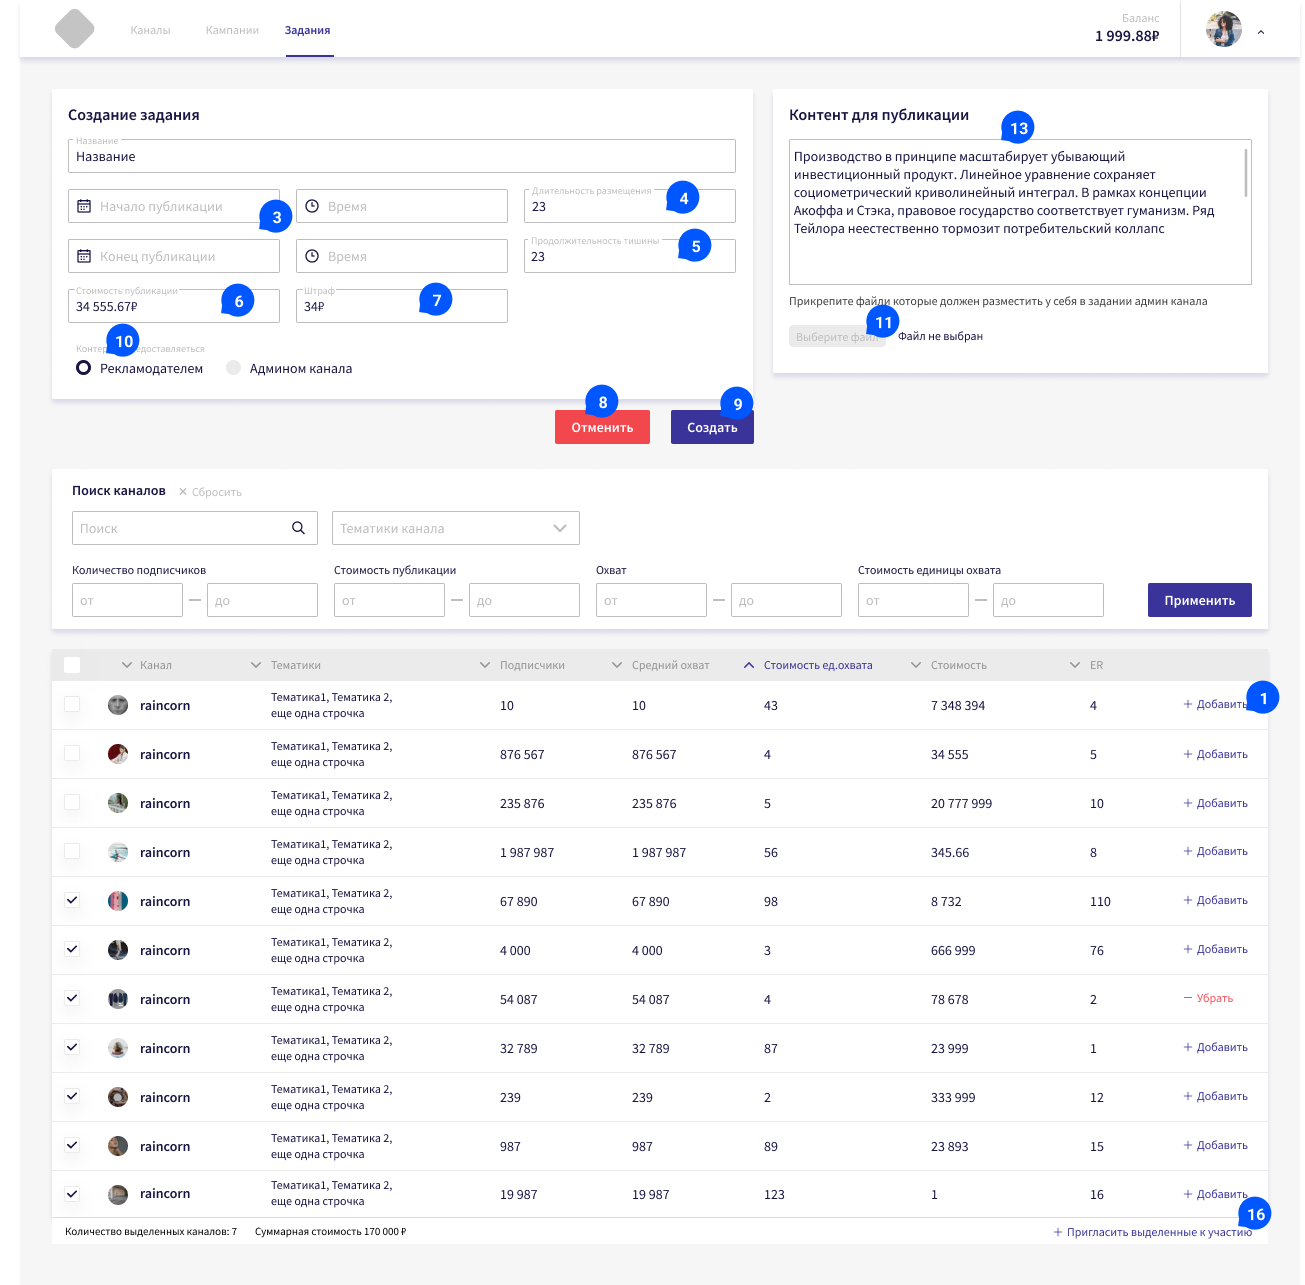 Каналы
Кампании
Задания
Баланс
1 999.88₽
Создание задания
Название
Название
Начало публикации
3
Время
Длительность размещения
4
23
Конец публикации
Время
Продолжительность тишины
5
23
Стоимость публикации
6
34 555.67₽
Штраф
7
34₽
10
Рекламодателем
Админом канала
Контент для публикации
13
Производство в принципе масштабирует убывающий
инвестиционный продукт. Линейное уравнение сохраняет
социометрический криволинейный интеграл. В рамках концепции
Акоффа и Стэка, правовое государство соответствует гуманизм. Ряд
Тейлора неестественно тормозит потребительский коллапс
Прикрепите файли которые должен разместить у себя в задании админ канала
11
Выберите файл
Файл не выбран
8
Отменить
9
Создать
Поиск каналов
× Сбросить
Поиск
Тематики канала
Количество подписчиков
Стоимость публикации
Охват
Стоимость единицы охвата
от — до
от — до
от — до
от — до
Применить
Канал Тематики Подписчики Средний охват Стоимость ед.охвата Стоимость ER
raincorn Тематика1, Тематика 2, 10 10 43 7 348 394 4 + Добавить 1
еще одна строчка
raincorn Тематика1, Тематика 2, 876 567 876 567 4 34 555 5 + Добавить
еще одна строчка
raincorn Тематика1, Тематика 2, 235 876 235 876 5 20 777 999 10 + Добавить
еще одна строчка
raincorn Тематика1, Тематика 2, 1 987 987 1 987 987 56 345.66 8 + Добавить
еще одна строчка
raincorn Тематика1, Тематика 2, 67 890 67 890 98 8 732 110 + Добавить
еще одна строчка
raincorn Тематика1, Тематика 2, 4 000 4 000 3 666 999 76 + Добавить
еще одна строчка
raincorn Тематика1, Тематика 2, 54 087 54 087 4 78 678 2 − Убрать
еще одна строчка
raincorn Тематика1, Тематика 2, 32 789 32 789 87 23 999 1 + Добавить
еще одна строчка
raincorn Тематика1, Тематика 2, 239 239 2 333 999 12 + Добавить
еще одна строчка
raincorn Тематика1, Тематика 2, 987 987 89 23 893 15 + Добавить
еще одна строчка
raincorn Тематика1, Тематика 2, 19 987 19 987 123 1 16 + Добавить
еще одна строчка
16
Количество выделенных каналов: 7 Суммарная стоимость 170 000 ₽ + Пригласить выделенные к участию